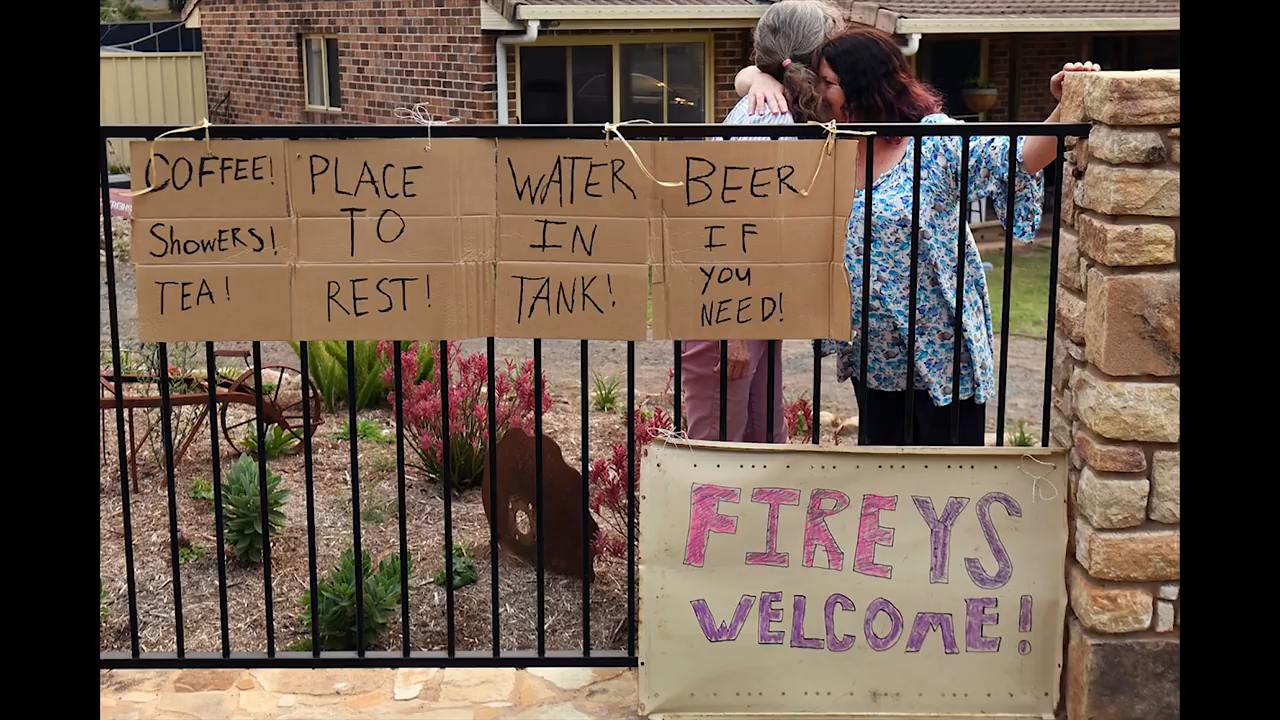 COFFEE!
SHOWERS!
TEA!
PLACE
TO
REST!
WATER
IN
TANK!
BEER
IF
YOU
NEED!
FIREYS
WELCOME!